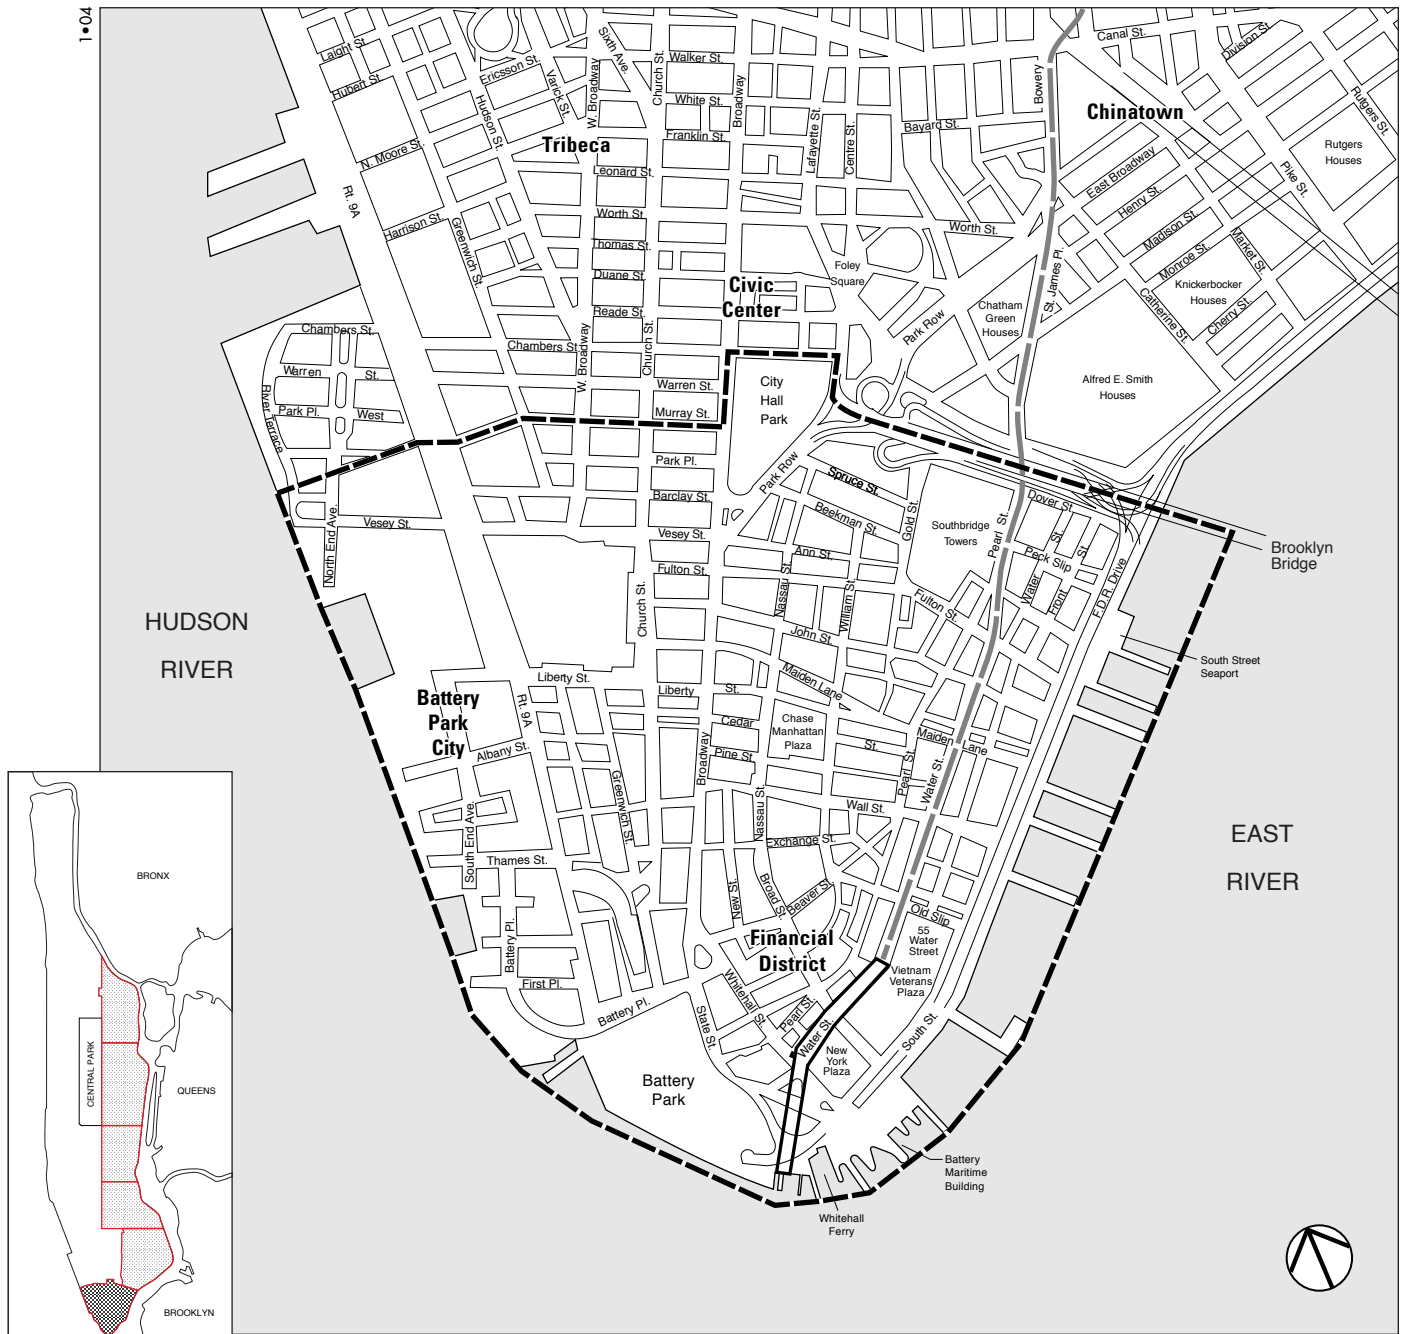 1•04
Laight St.
Hubert St.
Ericsson St.
Varick St.
Sixth Ave.
W. Broadway
Church St.
Walker St.
White St.
Broadway
Franklin St.
Lafayette St.
Centre St.
Bayard St.
Bowery
Canal St.
Division St.
Chinatown
Rutgers St.
Rutgers
Houses
Hudson St.
Tribeca
N. Moore St.
Leonard St.
East Broadway
Pike St.
Henry St.
Rt. 9A
Harrison St.
Greenwich St.
Worth St.
Worth St.
Madison St.
Market St.
Thomas St.
Monroe St.
Duane St.
Foley
Square
St. James Pl.
Knickerbocker
Houses
Civic
Center
Chatham
Green
Houses
Catherine St.
Cherry St.
Reade St.
Park Row
Chambers St.
Chambers St.
W. Broadway
Church St.
Warren
St.
Warren St.
City
Hall
Park
Alfred E. Smith
Houses
River Terrace
Park Pl.
West
Murray St.
Park Pl.
Park Row
Spruce St.
Barclay St.
Beekman St.
Gold St.
Southbridge
Towers
Pearl St.
Dover St.
North End Ave.
Vesey St.
Vesey St.
Ann St.
Peck Slip
Water
St.
Front
St
Brooklyn
Bridge
Fulton St.
Nassau St.
William St.
Fulton St.
F.D.R. Drive
HUDSON
RIVER
Church St.
John St.
South Street
Seaport
Maiden Lane
Liberty St.
Liberty
St.
Battery
Park
City
Rt. 9A
Cedar
St.
Chase
Manhattan
Plaza
Maiden Lane
Albany St.
Broadway
Pine St.
Pearl St.
Water St.
Greenwich St.
Nassau St.
Wall St.
South End Ave.
Exchange St.
EAST
RIVER
Thames St.
New St.
Broad St.
Beaver St.
Old Slip
55
Water
Street
Battery Pl.
Financial
District
Vietnam
Veterans
Plaza
First Pl.
Whitehall St.
Battery Pl.
State St.
Pearl St.
Water St.
South St.
New
York
Plaza
Battery
Park
Battery
Maritime
Building
Whitehall
Ferry
BRONX
CENTRAL PARK
QUEENS
BROOKLYN